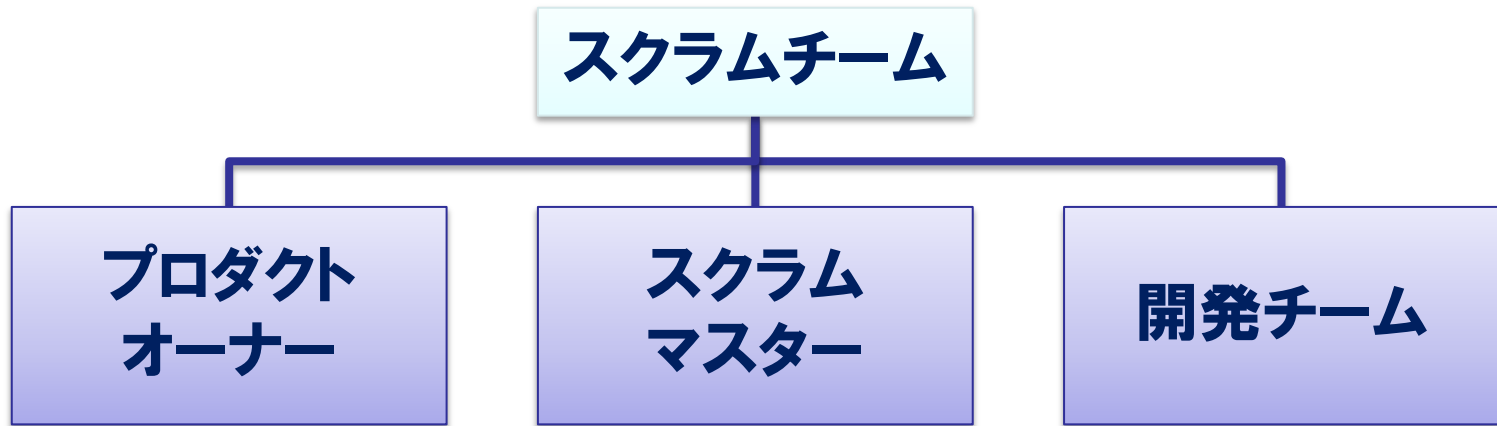 スクラムチーム
プロダクト
オーナー
スクラム
マスター
開発チーム